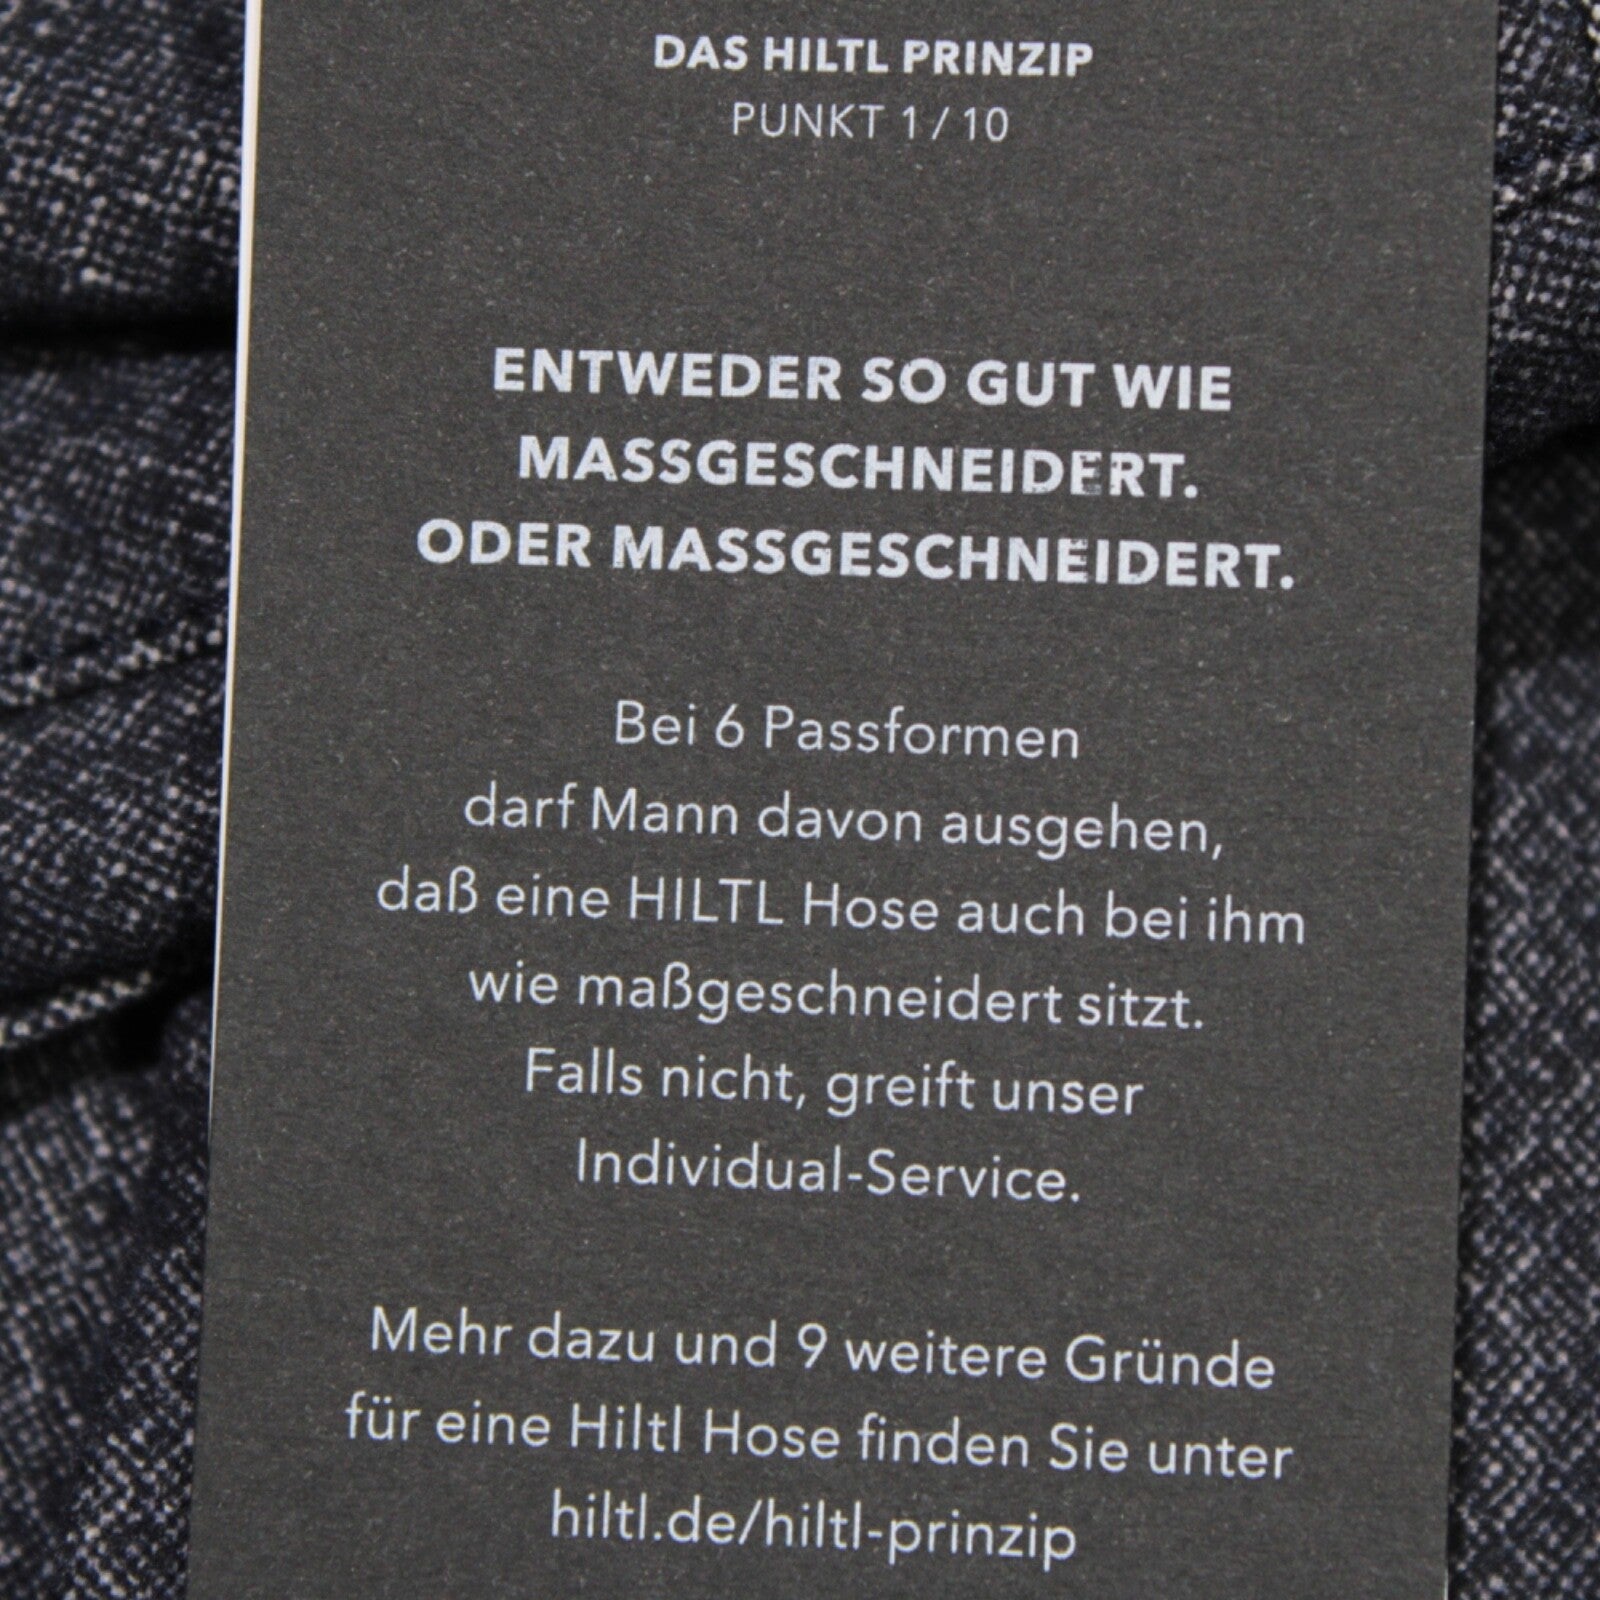 DAS HILTL PRINZIP
PUNKT 1 / 10
ENTWEDER SO GUT WIE
MASSGESCHNEIDERT.
ODER MASSGESCHNEIDERT.
Bei 6 Passformen
darf Mann davon ausgehen,
daß eine HILTL Hose auch bei ihm
wie maßgeschneidert sitzt.
Falls nicht, greift unser
Individual-Service.
Mehr dazu und 9 weitere Gründe
für eine Hiltl Hose finden Sie unter
hiltl.de/hiltl-prinzip